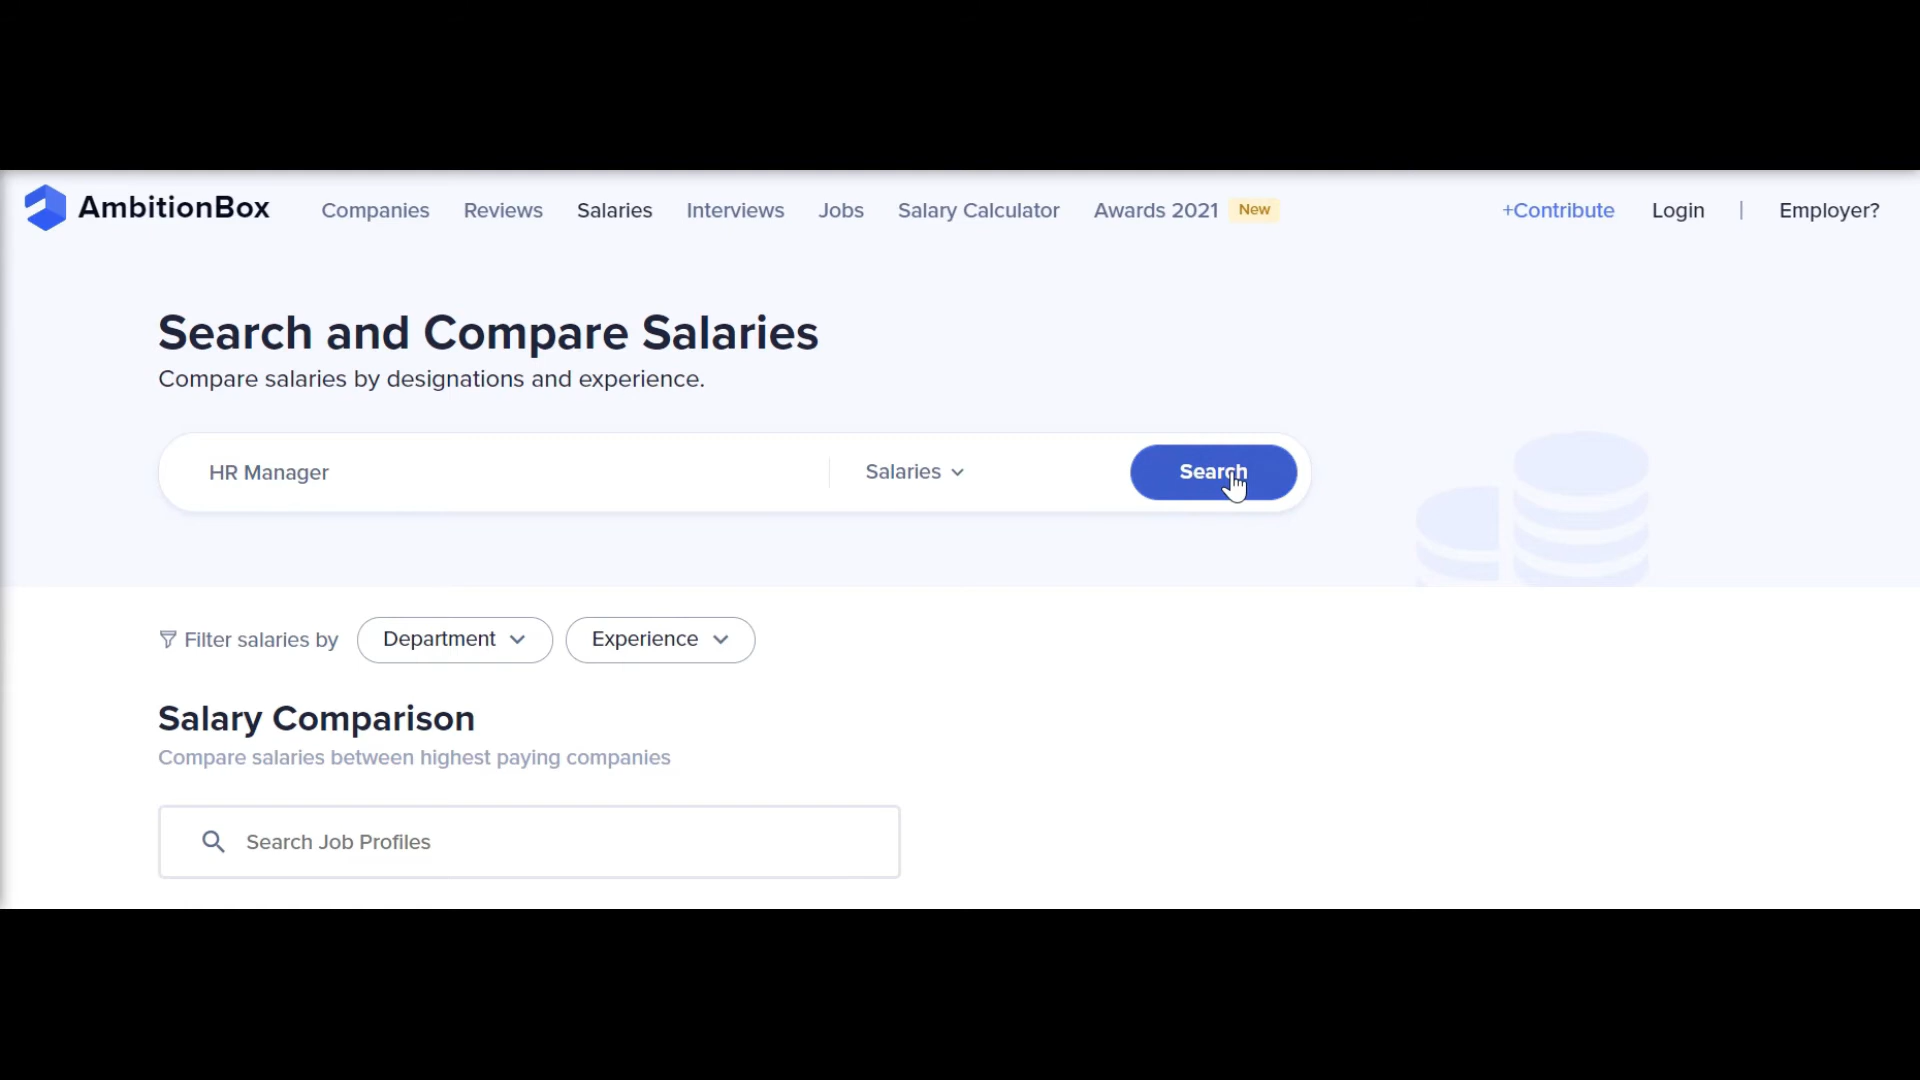 AmbitionBox Companies Reviews Salaries Interviews Jobs Salary Calculator Awards 2021 New +Contribute Login | Employer?
Search and Compare Salaries
Compare salaries by designations and experience.
HR Manager Salaries Search
Filter salaries by Department Experience
Salary Comparison
Compare salaries between highest paying companies
Search Job Profiles